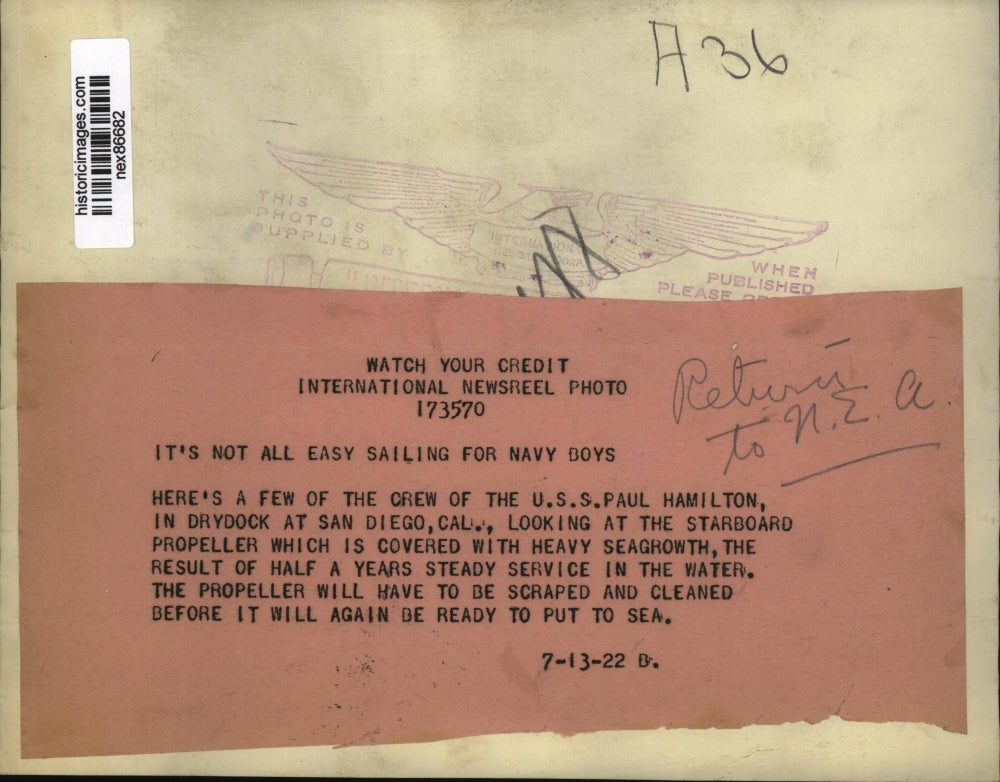 A 36
historicimages.com
nex86682
THIS
PHOTO IS
SUPPLIED BY
INTERNATION
WHEN
PUBLISHED
PLEASE
WATCH YOUR CREDIT
INTERNATIONAL NEWSREEL PHOTO
173570
Return
to N.E.A.
IT'S NOT ALL EASY SAILING FOR NAVY BOYS
HERE'S A FEW OF THE CREW OF THE U.S.S.PAUL HAMILTON,
IN DRYDOCK AT SAN DIEGO,CAL., LOOKING AT THE STARBOARD
PROPELLER WHICH IS COVERED WITH HEAVY SEAGROWTH,THE
RESULT OF HALF A YEARS STEADY SERVICE IN THE WATER.
THE PROPELLER WILL HAVE TO BE SCRAPED AND CLEANED
BEFORE IT WILL AGAIN BE READY TO PUT TO SEA.
7-13-22 B.